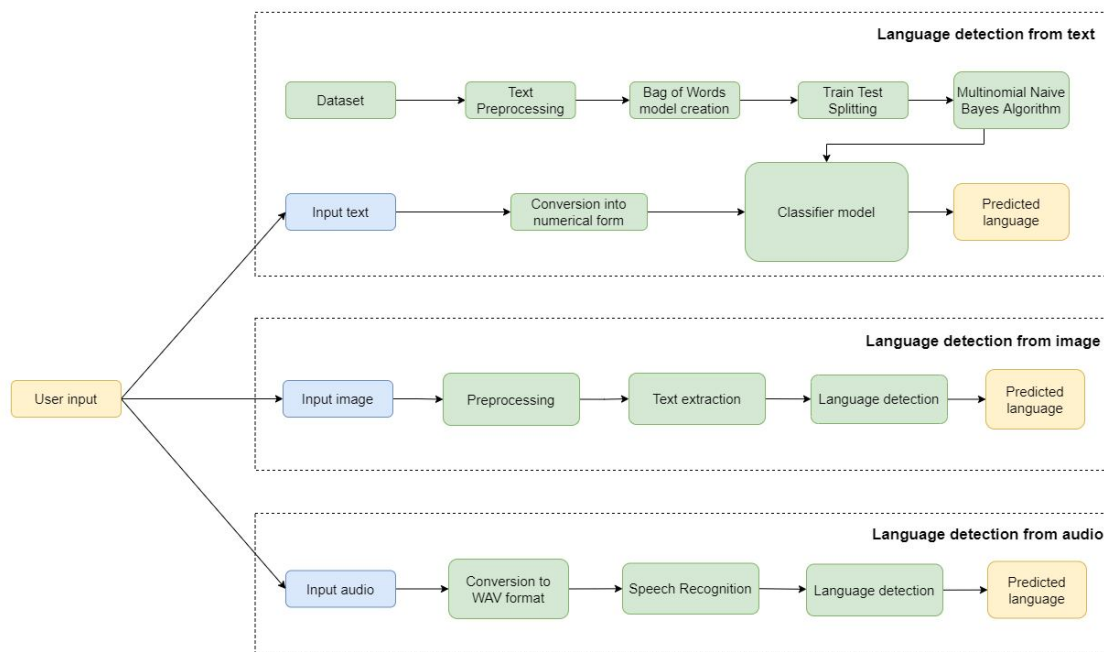 Language detection from text
Dataset
Text
Preprocessing
Bag of Words
model creation
Train Test
Splitting
Multinomial Naive
Bayes Algorithm
Input text
Conversion into
numerical form
Classifier model
Predicted
language
Language detection from image
User input
Input image
Preprocessing
Text extraction
Language detection
Predicted
language
Language detection from audio
Input audio
Conversion to
WAV format
Speech Recognition
Language detection
Predicted
language